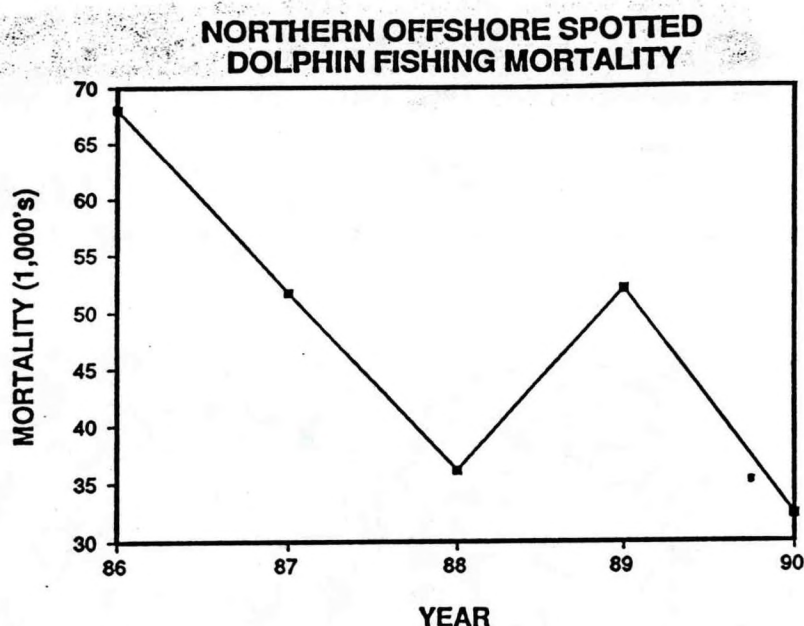 NORTHERN OFFSHORE SPOTTED
DOLPHIN FISHING MORTALITY
MORTALITY (1,000's)
70
65
60
55
50
45
40
35
30
86 87 88 89 90
YEAR